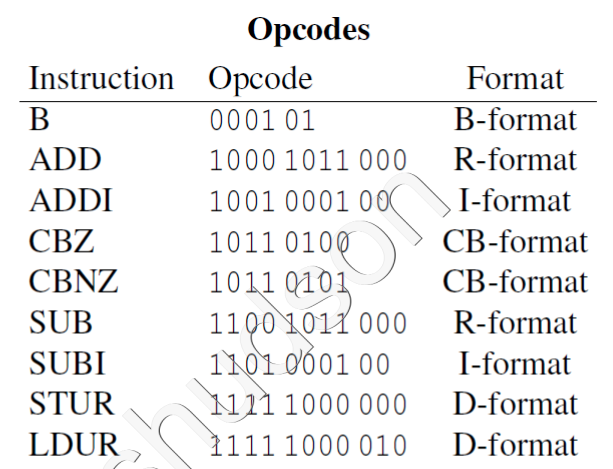 Opcodes
Instruction Opcode Format
B 0001 01 B-format
ADD 1000 1011 000 R-format
ADDI 1001 0001 00 I-format
CBZ 1011 0100 CB-format
CBNZ 1011 0101 CB-format
SUB 1100 1011 000 R-format
SUBI 1101 0001 00 I-format
STUR 1111 1000 000 D-format
LDUR 1111 1000 010 D-format